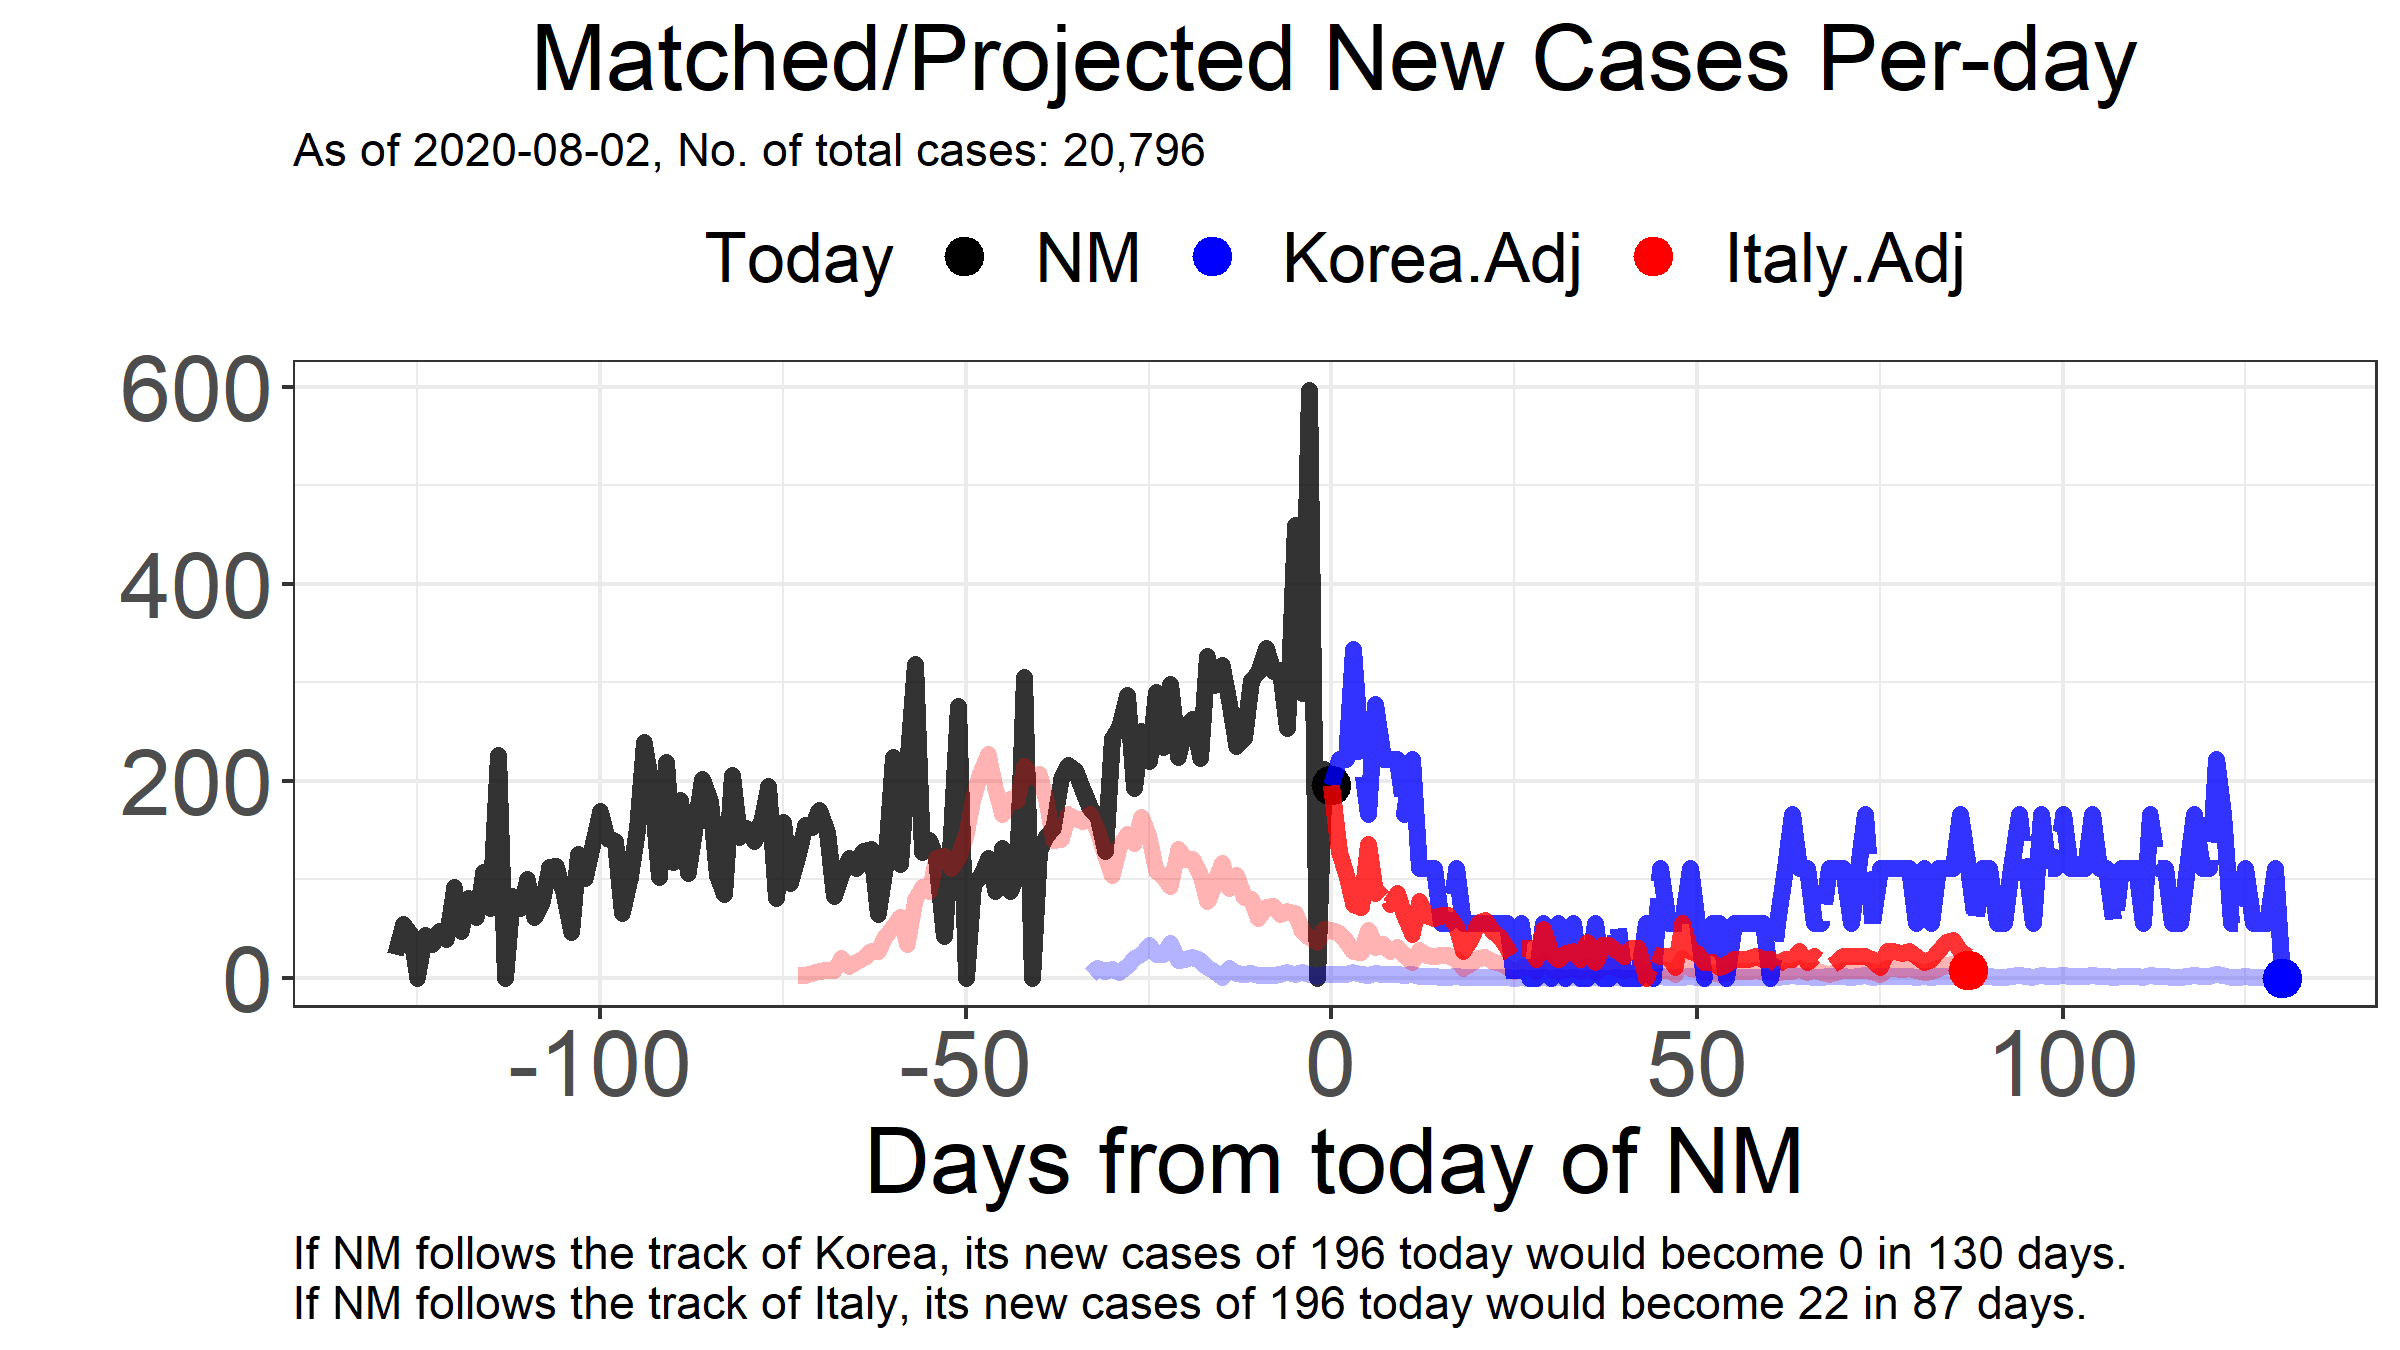 Matched/Projected New Cases Per-day
As of 2020-08-02, No. of total cases: 20,796
Today NM Korea.Adj Italy.Adj
600
400
200
0
-100 -50 0 50 100
Days from today of NM
If NM follows the track of Korea, its new cases of 196 today would become 0 in 130 days.
If NM follows the track of Italy, its new cases of 196 today would become 22 in 87 days.